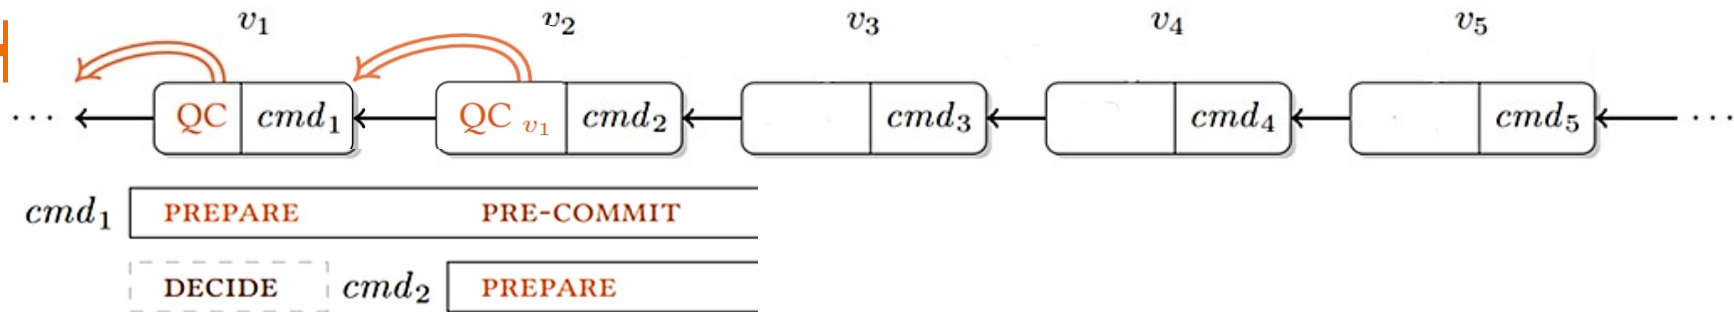 v₁ v₂ v₃ v₄ v₅
··· QC cmd₁ QC v₁ cmd₂ cmd₃ cmd₄ cmd₅ ···
cmd₁ PREPARE PRE-COMMIT
DECIDE cmd₂ PREPARE